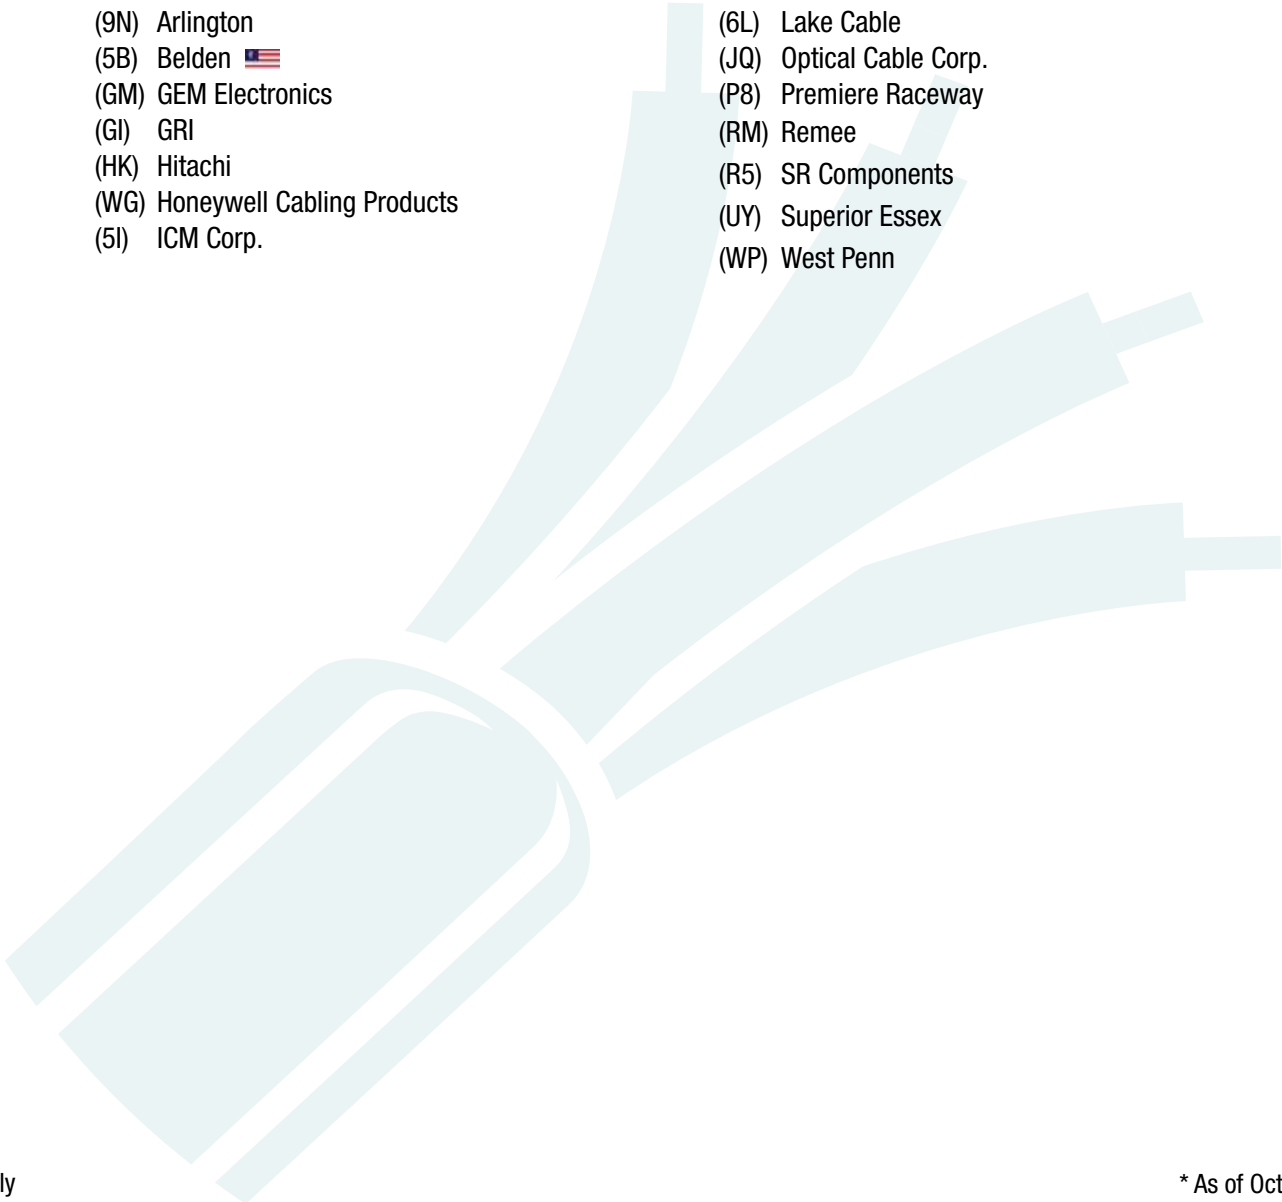 (9N) Arlington
(5B) Belden
(GM) GEM Electronics
(GI) GRI
(HK) Hitachi
(WG) Honeywell Cabling Products
(5I) ICM Corp.
(6L) Lake Cable
(JQ) Optical Cable Corp.
(P8) Premiere Raceway
(RM) Remee
(R5) SR Components
(UY) Superior Essex
(WP) West Penn
ly
* As of Oct